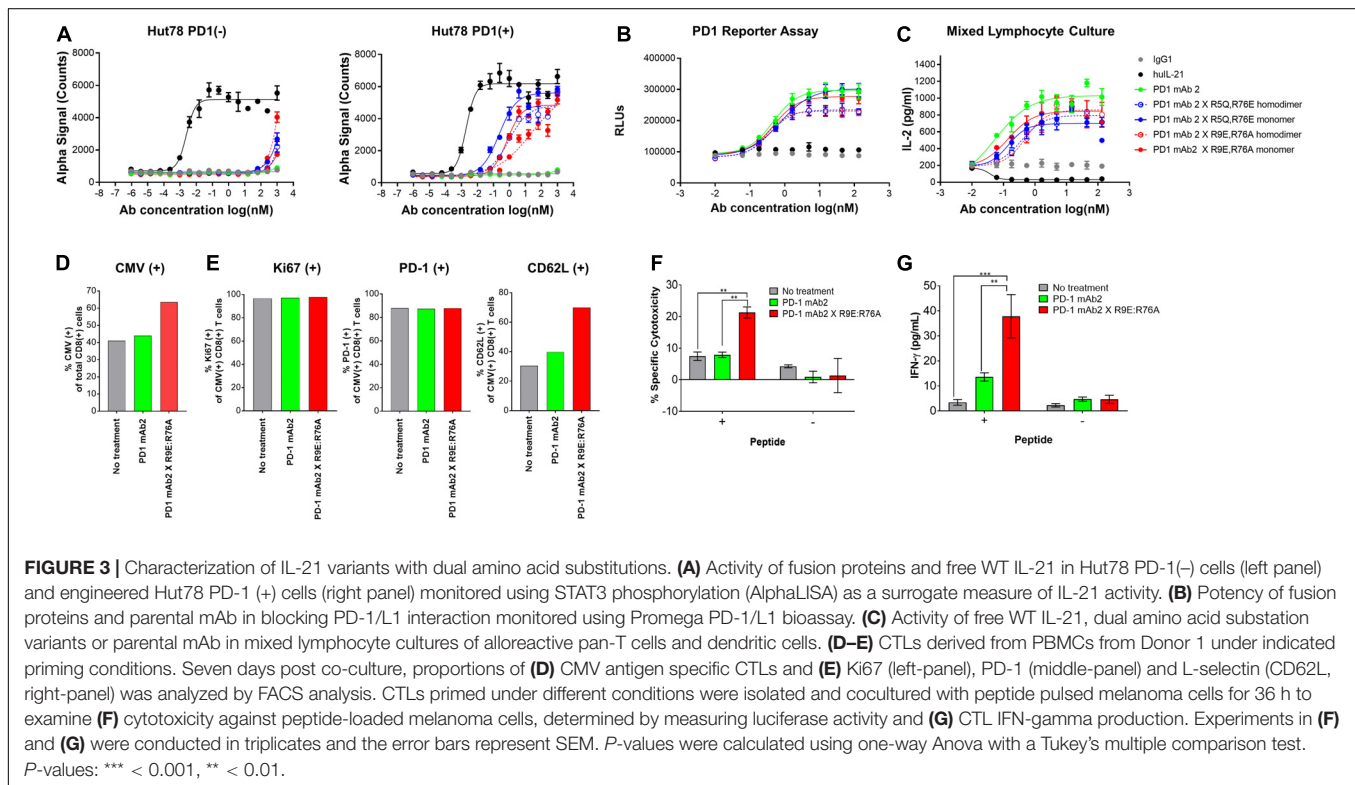 A
Hut78 PD1(-)
Alpha Signal (Counts)
8000
6000
4000
2000
0
-7 -6 -5 -4 -3 -2 -1 0 1 2 3 4
Ab concentration log(nM)
Hut78 PD1(+)
Alpha Signal (Counts)
8000
6000
4000
2000
0
-7 -6 -5 -4 -3 -2 -1 0 1 2 3 4
Ab concentration log(nM)
B
PD1 Reporter Assay
RLUs
400000
300000
200000
100000
0
-3 -2 -1 0 1 2 3
Ab concentration log(nM)
C
Mixed Lymphocyte Culture
IL-2 (pg/ml)
1400
1200
1000
800
600
400
200
0
-3 -2 -1 0 1 2 3
Ab concentration log(nM)
IgG1
huIL-21
PD1 mAb 2
PD1 mAb 2 X R5Q,R76E homodimer
PD1 mAb 2 X R5Q,R76E monomer
PD1 mAb 2 X R9E,R76A homodimer
PD1 mAb2 X R9E,R76A monomer
D
CMV (+)
% CMV (+)
of total CD8(+) cells
70
60
50
40
30
20
10
0
No treatment
PD1 mAb2
PD1 mAb2 X R9E:R76A
E
Ki67 (+)
% Ki67 (+)
of CMV(+) CD8(+) T cells
100
50
0
No treatment
PD-1 mAb2
PD-1 mAb2 X R9E:R76A
PD-1 (+)
% PD-1 (+)
of CMV(+) CD8(+) T cells
100
50
0
No treatment
PD-1 mAb2
PD-1 mAb2 X R9E:R76A
CD62L (+)
% CD62L (+)
of CMV(+) CD8(+) T cells
80
60
40
20
0
No treatment
PD-1 mAb2
PD-1 mAb2 X R9E:R76A
F
No treatment
PD-1 mAb2
PD-1 mAb2 X R9E:R76A
% Specific Cytotoxicity
30
20
10
0
-10
**
**
+ -
Peptide
G
No treatment
PD-1 mAb2
PD-1 mAb2 X R9E:R76A
IFN-γ (pg/mL)
50
40
30
20
10
0
***
**
+ -
Peptide
FIGURE 3 | Characterization of IL-21 variants with dual amino acid substitutions. (A) Activity of fusion proteins and free WT IL-21 in Hut78 PD-1(–) cells (left panel)
and engineered Hut78 PD-1 (+) cells (right panel) monitored using STAT3 phosphorylation (AlphaLISA) as a surrogate measure of IL-21 activity. (B) Potency of fusion
proteins and parental mAb in blocking PD-1/L1 interaction monitored using Promega PD-1/L1 bioassay. (C) Activity of free WT IL-21, dual amino acid substation
variants or parental mAb in mixed lymphocyte cultures of alloreactive pan-T cells and dendritic cells. (D–E) CTLs derived from PBMCs from Donor 1 under indicated
priming conditions. Seven days post co-culture, proportions of (D) CMV antigen specific CTLs and (E) Ki67 (left-panel), PD-1 (middle-panel) and L-selectin (CD62L,
right-panel) was analyzed by FACS analysis. CTLs primed under different conditions were isolated and cocultured with peptide pulsed melanoma cells for 36 h to
examine (F) cytotoxicity against peptide-loaded melanoma cells, determined by measuring luciferase activity and (G) CTL IFN-gamma production. Experiments in (F)
and (G) were conducted in triplicates and the error bars represent SEM. P-values were calculated using one-way Anova with a Tukey's multiple comparison test.
P-values: *** < 0.001, ** < 0.01.